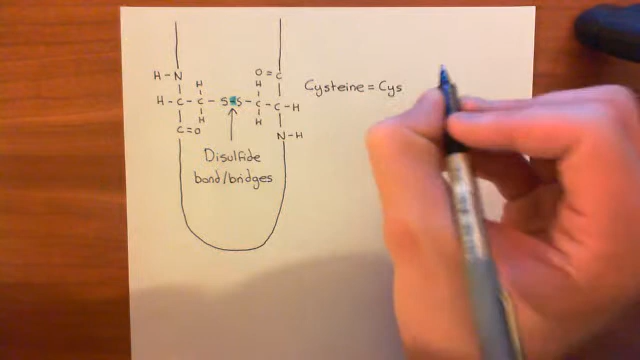 H-N
H
H-C-C-S-S-C-C-H
H
C=O
O=C
H
H
N-H
Cysteine = Cys
Disulfide
bond/bridges